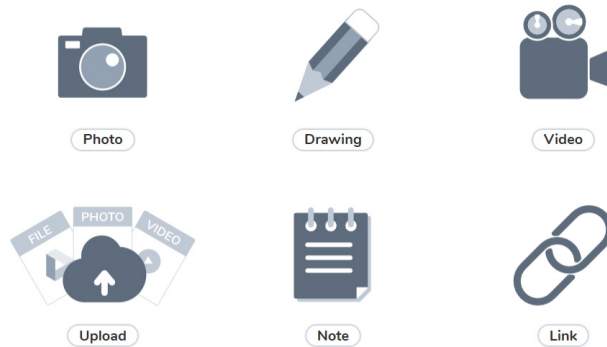 Photo
Drawing
Video
FILE
PHOTO
VIDEO
Upload
Note
Link